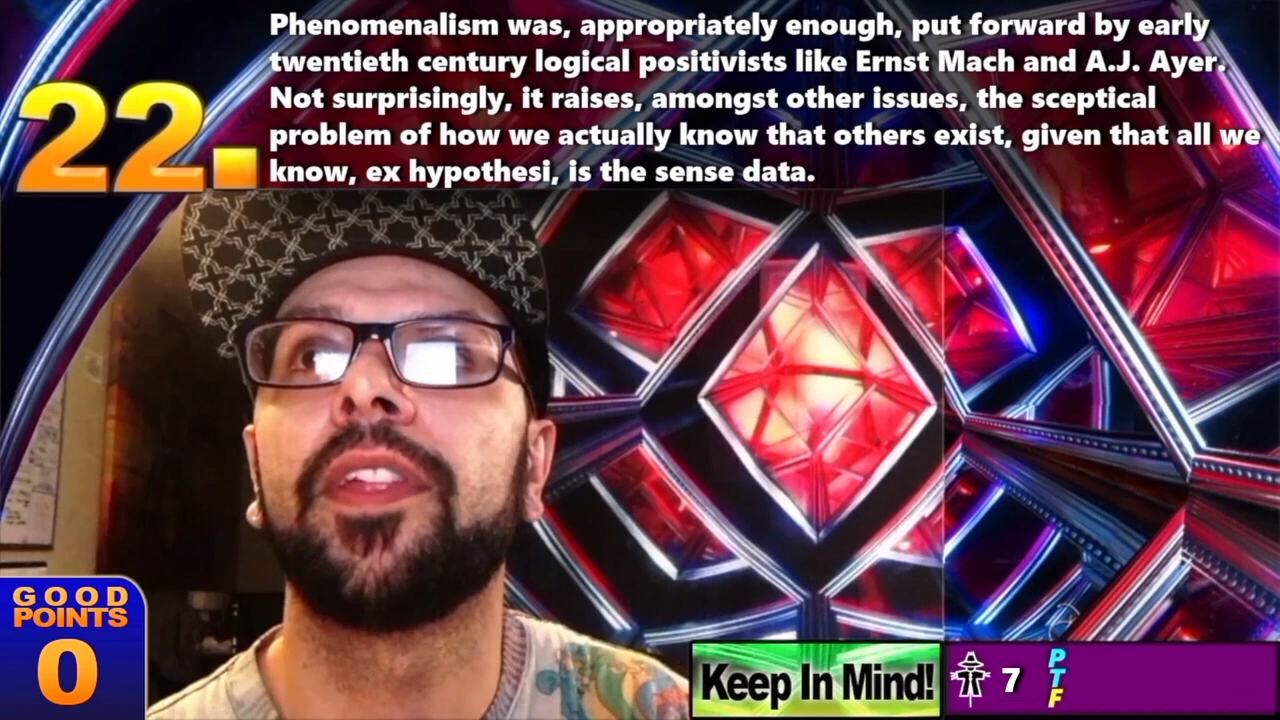 22.
Phenomenalism was, appropriately enough, put forward by early
twentieth century logical positivists like Ernst Mach and A.J. Ayer.
Not surprisingly, it raises, amongst other issues, the sceptical
problem of how we actually know that others exist, given that all we
know, ex hypothesi, is the sense data.
GOOD
POINTS
0
Keep In Mind!
7
P
T
F